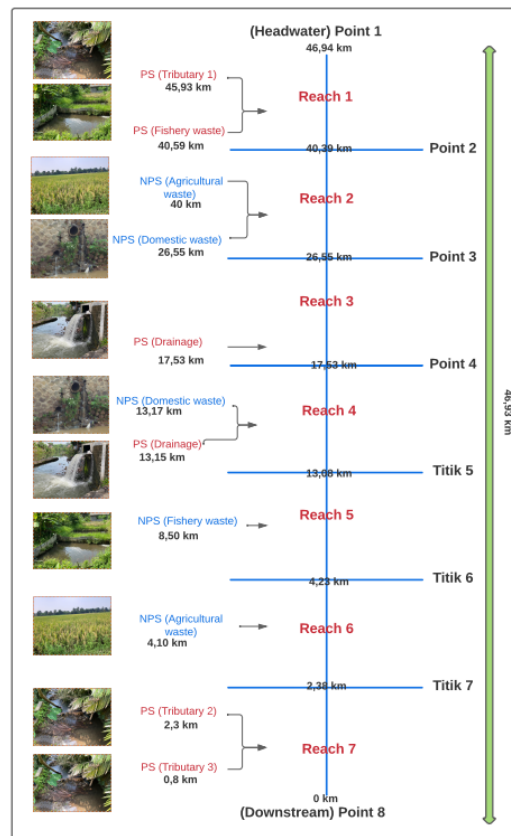 (Headwater) Point 1
46,94 km
PS (Tributary 1)
45,93 km
Reach 1
PS (Fishery waste)
40,59 km
40,39 km
Point 2
NPS (Agricultural
waste)
40 km
Reach 2
NPS (Domestic waste)
26,55 km
26,55 km
Point 3
Reach 3
PS (Drainage)
17,53 km
17,53 km
Point 4
NPS (Domestic waste)
13,17 km
Reach 4
PS (Drainage)
13,15 km
13,08 km
Titik 5
NPS (Fishery waste)
8,50 km
Reach 5
4,23 km
Titik 6
NPS (Agricultural
waste)
4,10 km
Reach 6
2,38 km
Titik 7
PS (Tributary 2)
2,3 km
Reach 7
PS (Tributary 3)
0,8 km
0 km
(Downstream) Point 8
46,93 km